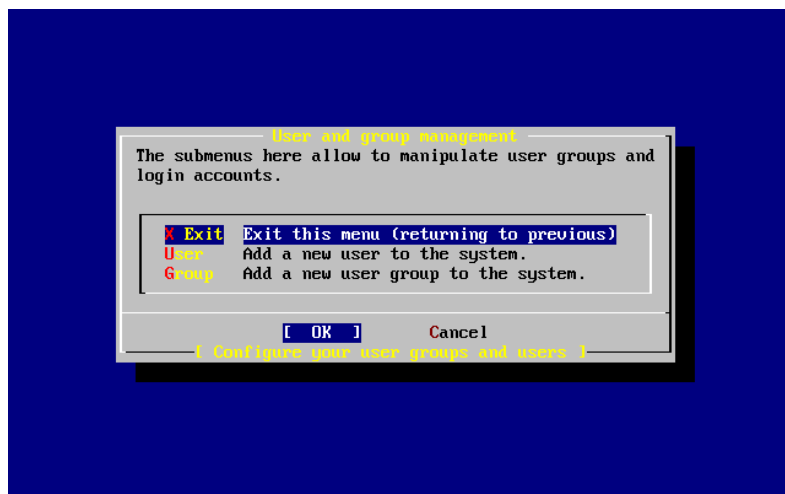 User and group management
The submenus here allow to manipulate user groups and
login accounts.
X Exit Exit this menu (returning to previous)
User Add a new user to the system.
Group Add a new user group to the system.
[ OK ] Cancel
[ Configure your user groups and users ]